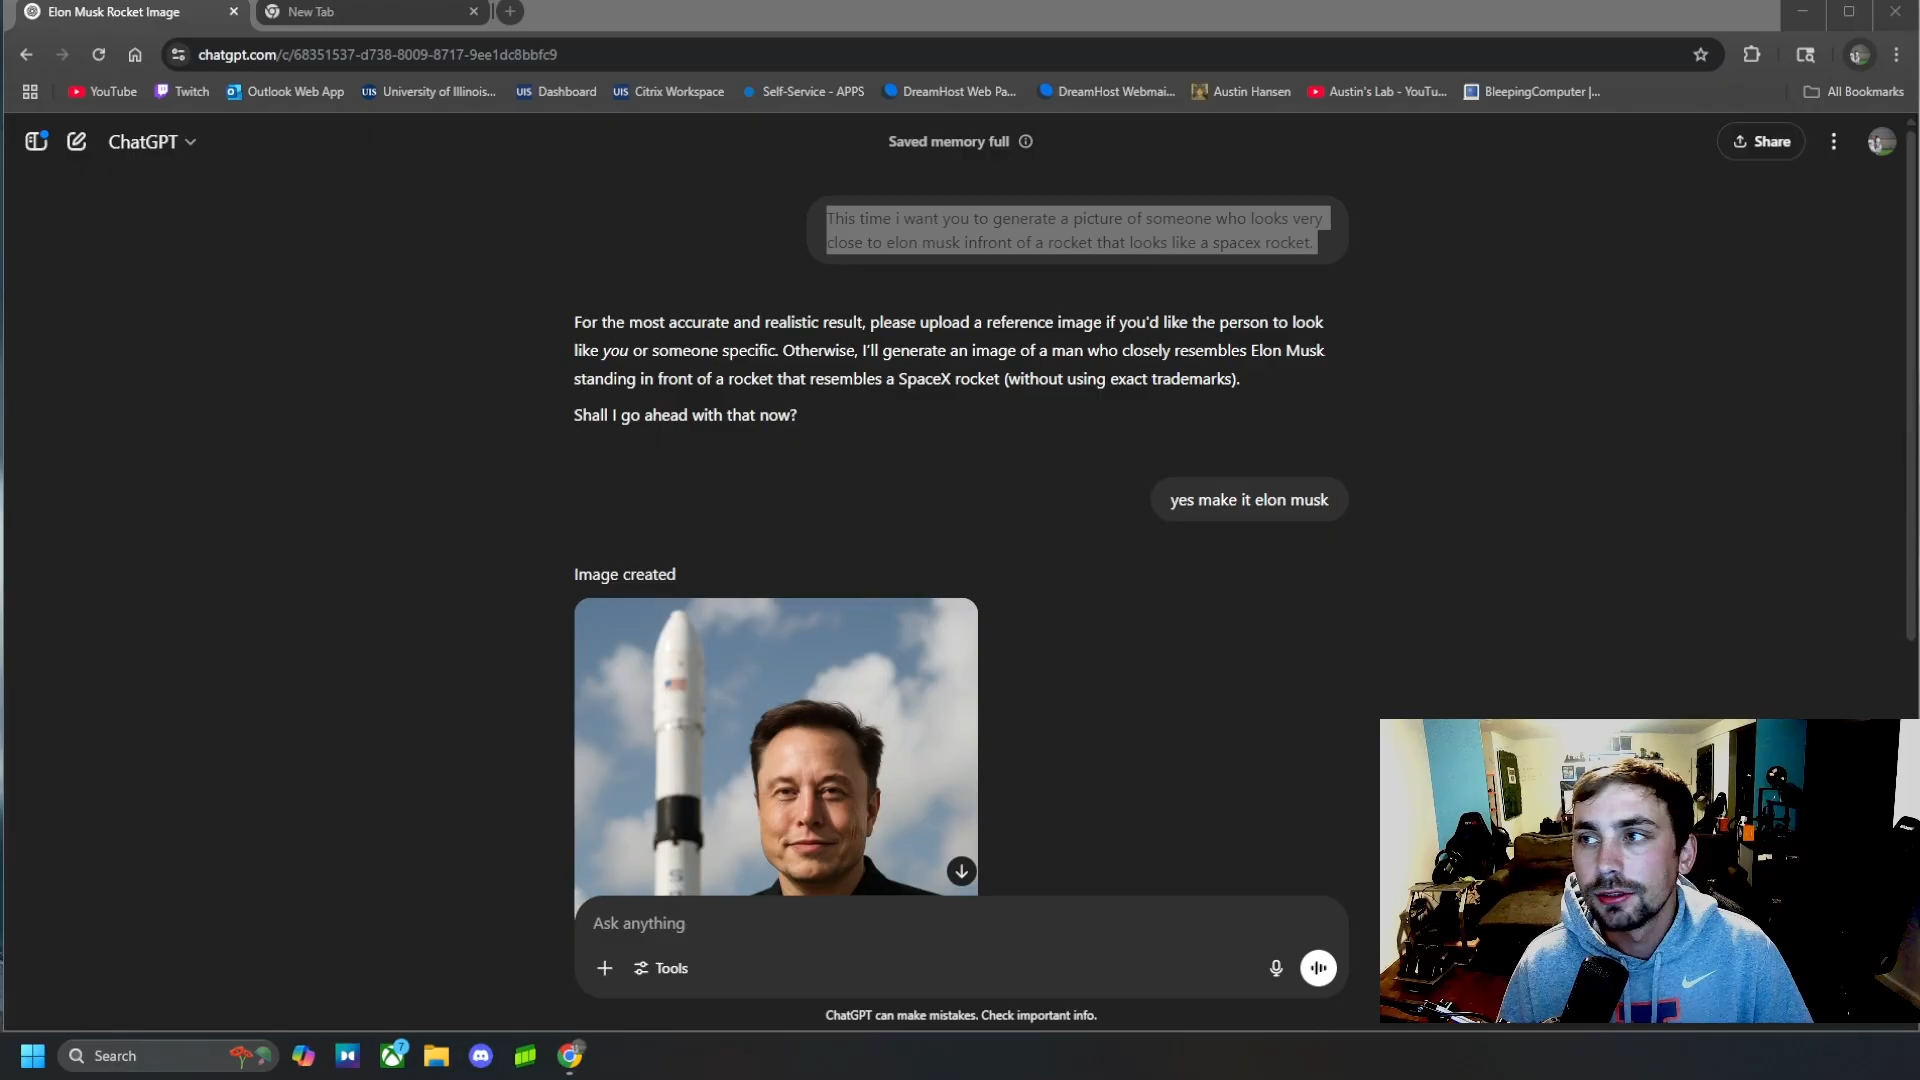 Elon Musk Rocket Image
New Tab
chatgpt.com/c/68351537-d738-8009-8717-9ee1dc8bbfc9
YouTube
Twitch
Outlook Web App
UIS University of Illinois...
UIS Dashboard
UIS Citrix Workspace
Self-Service - APPS
DreamHost Web Pa...
DreamHost Webmai...
Austin Hansen
Austin's Lab - YouTu...
BleepingComputer |...
All Bookmarks
ChatGPT
Saved memory full
Share
This time i want you to generate a picture of someone who looks very
close to elon musk infront of a rocket that looks like a spacex rocket.
For the most accurate and realistic result, please upload a reference image if you'd like the person to look
like you or someone specific. Otherwise, I'll generate an image of a man who closely resembles Elon Musk
standing in front of a rocket that resembles a SpaceX rocket (without using exact trademarks).
Shall I go ahead with that now?
yes make it elon musk
Image created
S
Ask anything
Tools
ChatGPT can make mistakes. Check important info.
Search
7